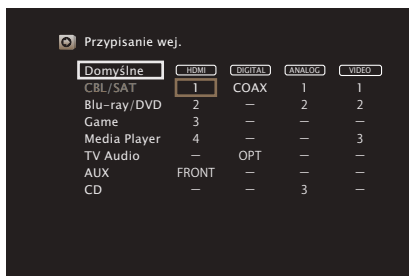 Przypisanie wej.
Domyślne HDMI DIGITAL ANALOG VIDEO
CBL/SAT 1 COAX 1 1
Blu-ray/DVD 2 – 2 2
Game 3 – – –
Media Player 4 – – 3
TV Audio – OPT – –
AUX FRONT – – –
CD – – 3 –